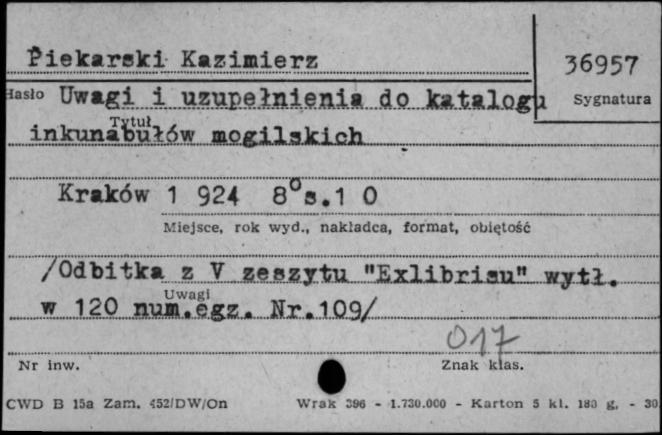 Piekarski Kazimierz
36957
Hasło Uwagi i uzupełnienia do katalogu
Sygnatura
Tytuł
inkunabułów mogilskich
Kraków 1 924 8°s.1 0
Miejsce, rok wyd., nakładca, format, objętość
/Odbitka z V zeszytu "Exlibrisu" wytł.
Uwagi
w 120 num.egz. Nr.109/
017
Nr inw.
Znak klas.
CWD B 15a Zam. 452/DW/On
Wrak 396 - 1.730.000 - Karton 5 kl. 180 g, - 30